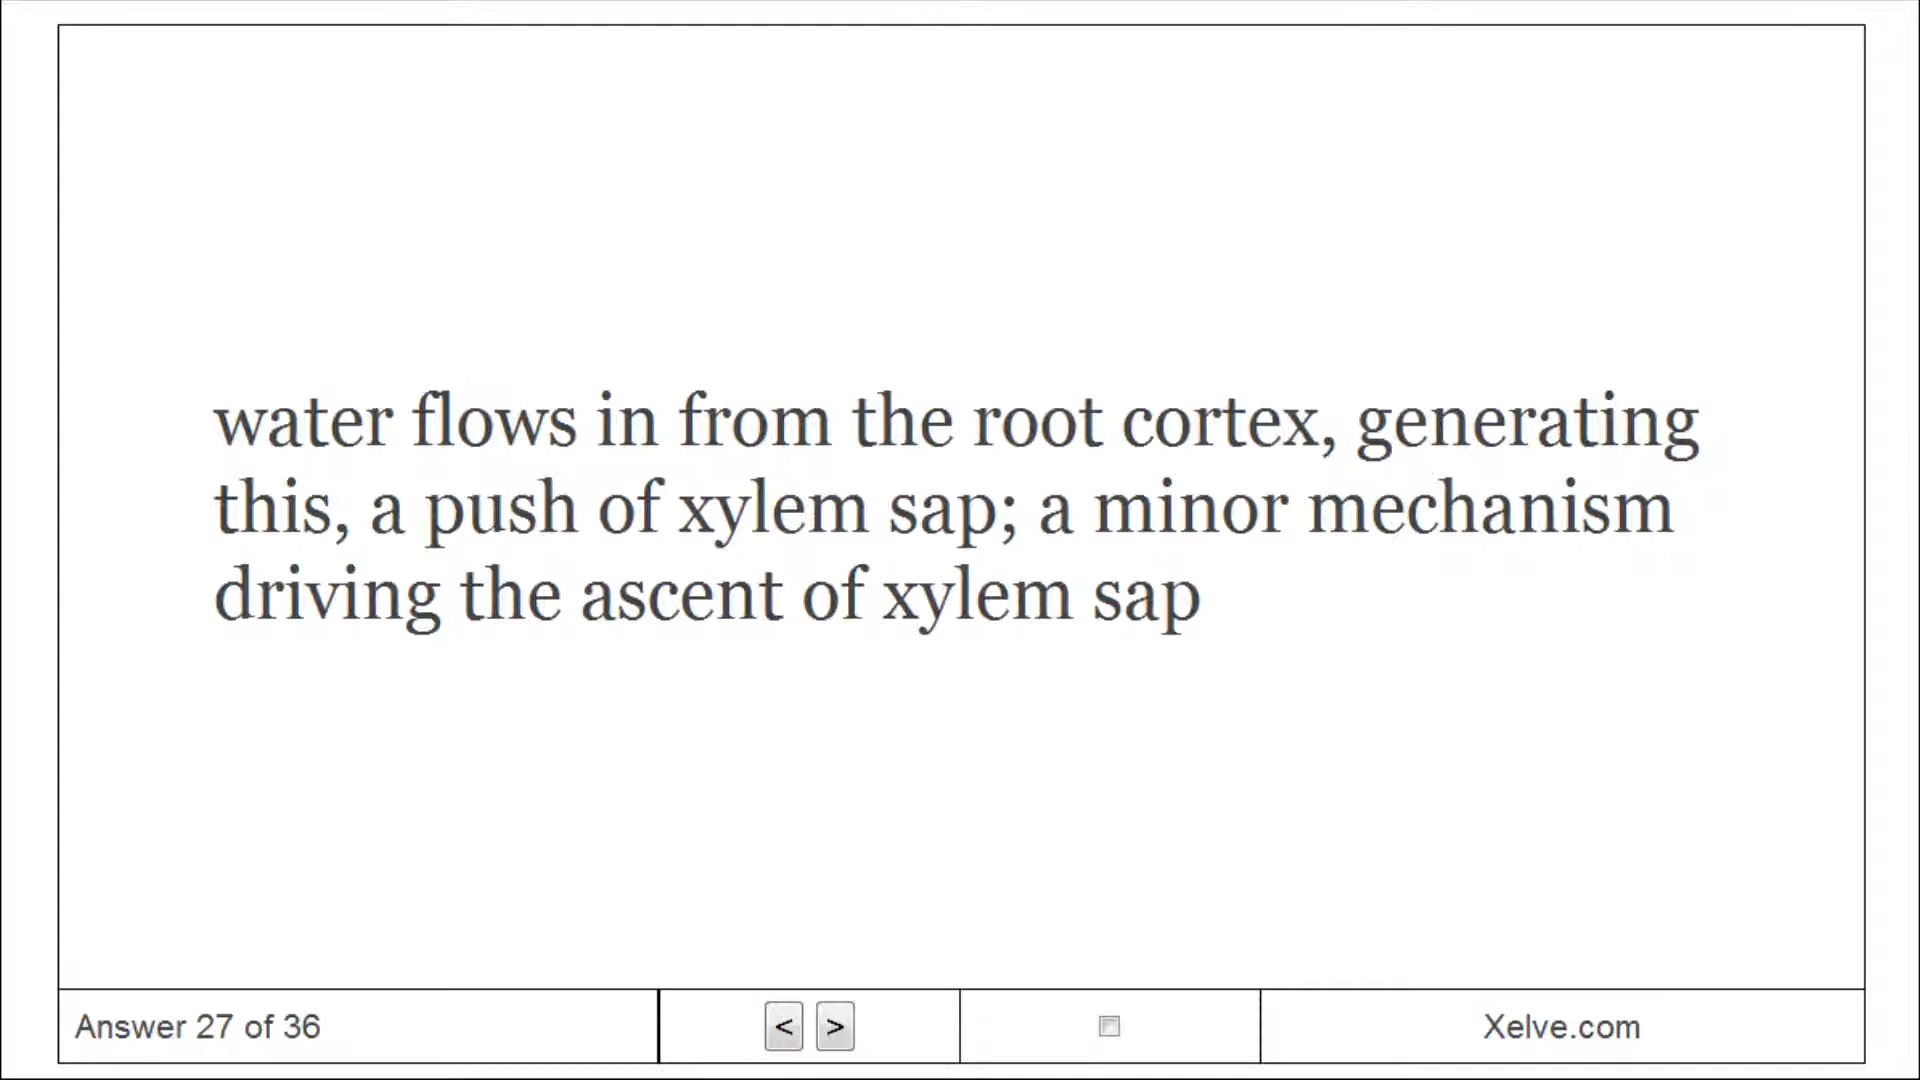 water flows in from the root cortex, generating
this, a push of xylem sap; a minor mechanism
driving the ascent of xylem sap
Answer 27 of 36
< >
Xelve.com